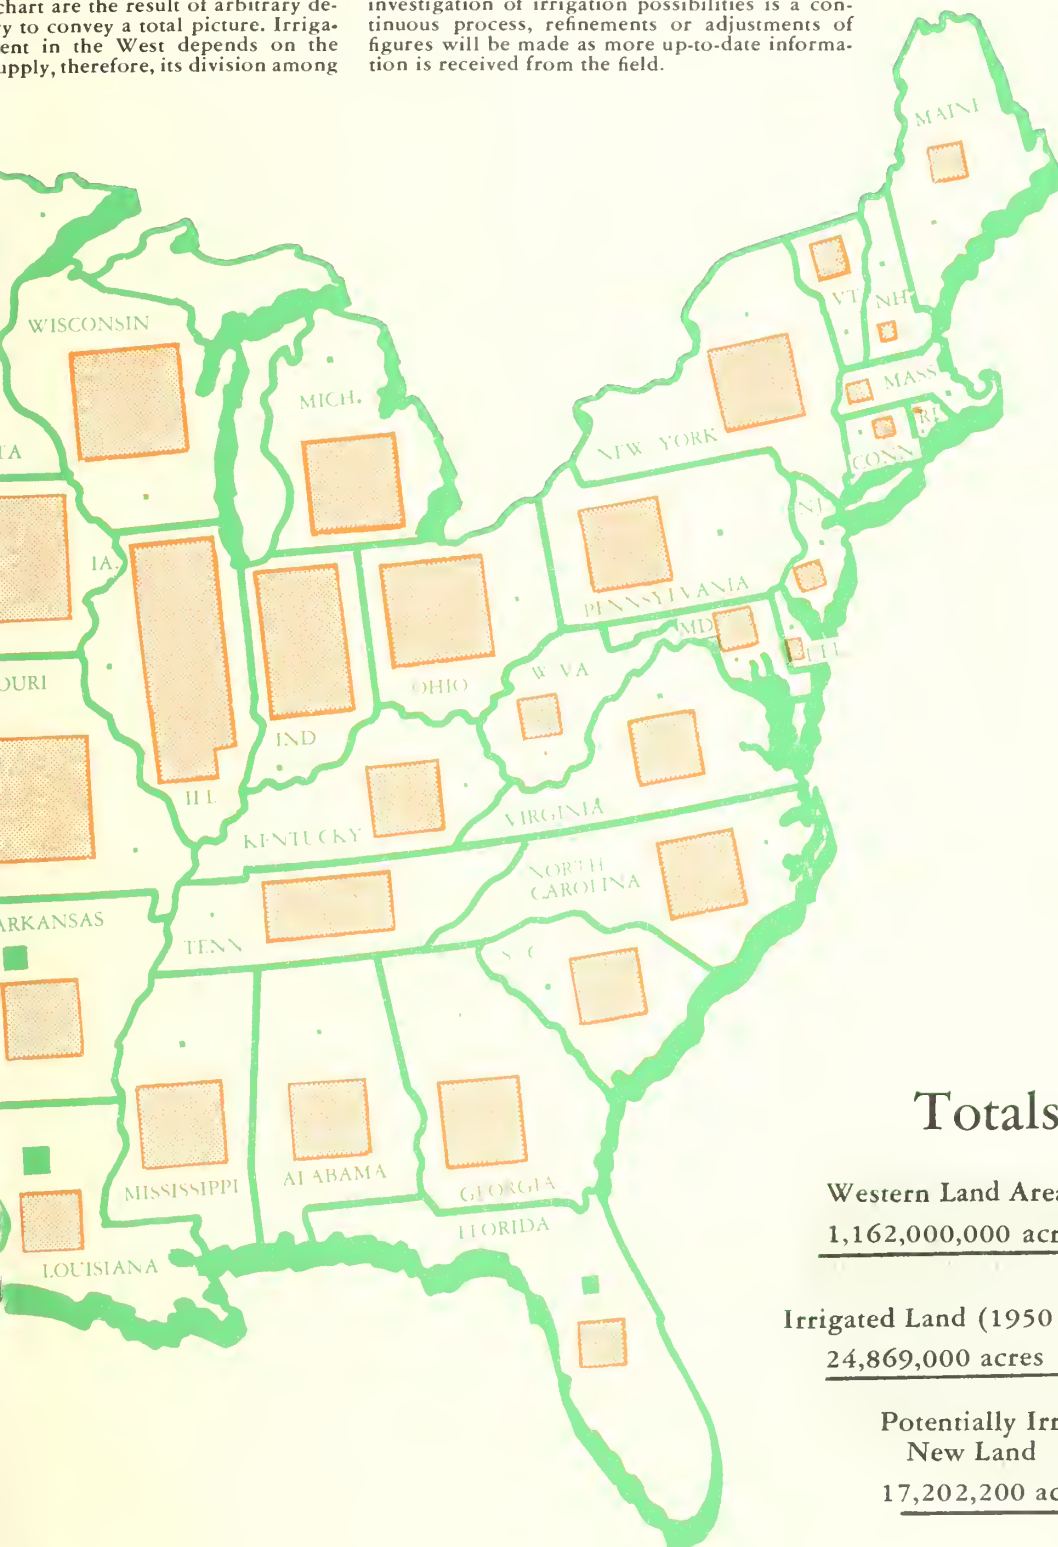 chart are the result of arbitrary de-
ry to convey a total picture. Irriga-
ent in the West depends on the
upply, therefore, its division among
investigation of irrigation possibilities is a con-
tinuous process, refinements or adjustments of
figures will be made as more up-to-date informa-
tion is received from the field.
MAINE
WISCONSIN
VT
NH
MICH.
MASS
RI
CONN
NEW YORK
TA
NJ
IA.
PENNSYLVANIA
MD
DEL
OURI
OHIO
W VA
IND
ILL
VIRGINIA
KENTUCKY
NORTH
CAROLINA
ARKANSAS
TENN
S C
MISSISSIPPI
ALABAMA
GEORGIA
FLORIDA
LOUISIANA
Totals
Western Land Area
1,162,000,000 acr
Irrigated Land (1950
24,869,000 acres
Potentially Irr
New Land
17,202,200 ac